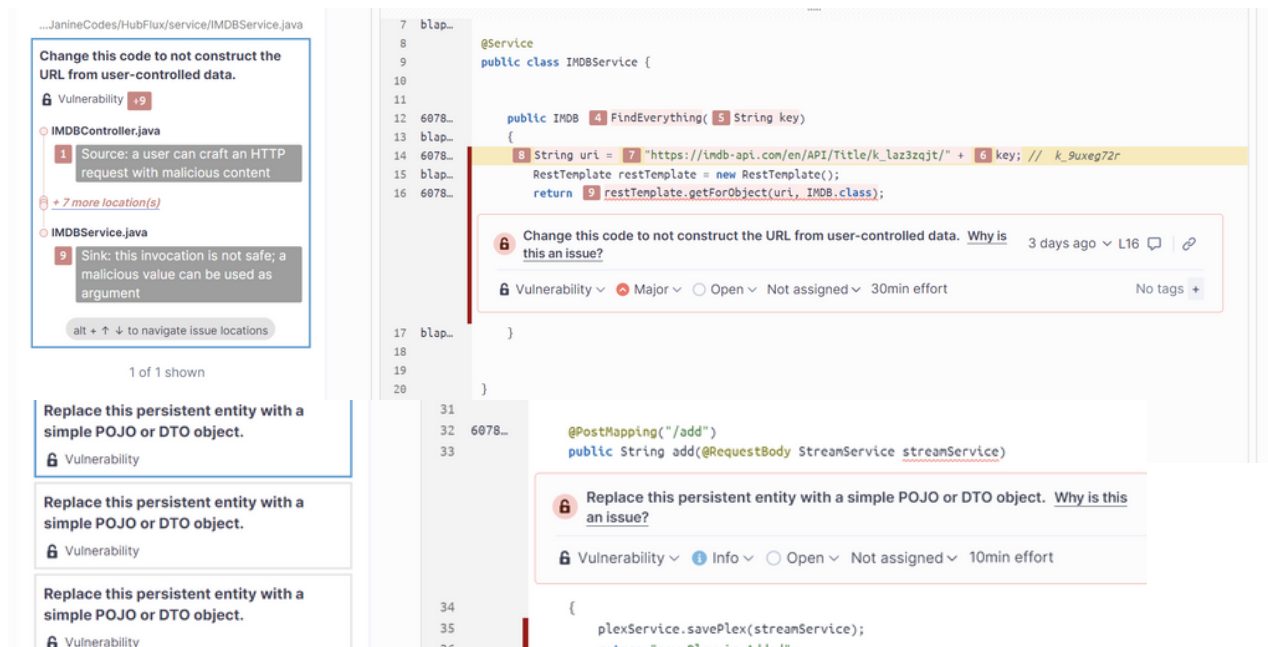 ...JanineCodes/HubFlux/service/IMDBService.java
Change this code to not construct the
URL from user-controlled data.
Vulnerability +9
IMDBController.java
1 Source: a user can craft an HTTP
request with malicious content
+ 7 more location(s)
IMDBService.java
9 Sink: this invocation is not safe; a
malicious value can be used as
argument
alt + ↑ ↓ to navigate issue locations
1 of 1 shown
7 blap…
8 @Service
9 public class IMDBService {
10
11
12 6078… public IMDB 4 FindEverything( 5 String key)
13 blap… {
14 6078… 8 String uri = 7 "https://imdb-api.com/en/API/Title/k_laz3zqjt/" + 6 key; // k_9uxeg72r
15 blap… RestTemplate restTemplate = new RestTemplate();
16 6078… return 9 restTemplate.getForObject(uri, IMDB.class);
Change this code to not construct the URL from user-controlled data. Why is
this an issue?
3 days ago L16
Vulnerability Major Open Not assigned 30min effort No tags +
17 blap… }
18
19
20 }
Replace this persistent entity with a
simple POJO or DTO object.
Vulnerability
Replace this persistent entity with a
simple POJO or DTO object.
Vulnerability
Replace this persistent entity with a
simple POJO or DTO object.
Vulnerability
31
32 6078… @PostMapping("/add")
33 public String add(@RequestBody StreamService streamService)
Replace this persistent entity with a simple POJO or DTO object. Why is this
an issue?
Vulnerability Info Open Not assigned 10min effort
34 {
35 plexService.savePlex(streamService);